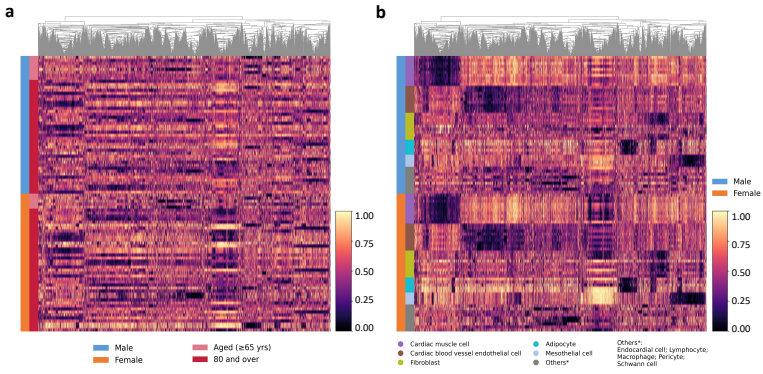 a
b
1.00
0.75
0.50
0.25
0.00
Male
Female
Aged (≥65 yrs)
80 and over
Male
Female
1.00
0.75
0.50
0.25
0.00
Cardiac muscle cell
Cardiac blood vessel endothelial cell
Fibroblast
Adipocyte
Mesothelial cell
Others*
Others*:
Endocardial cell; Lymphocyte;
Macrophage; Pericyte;
Schwann cell